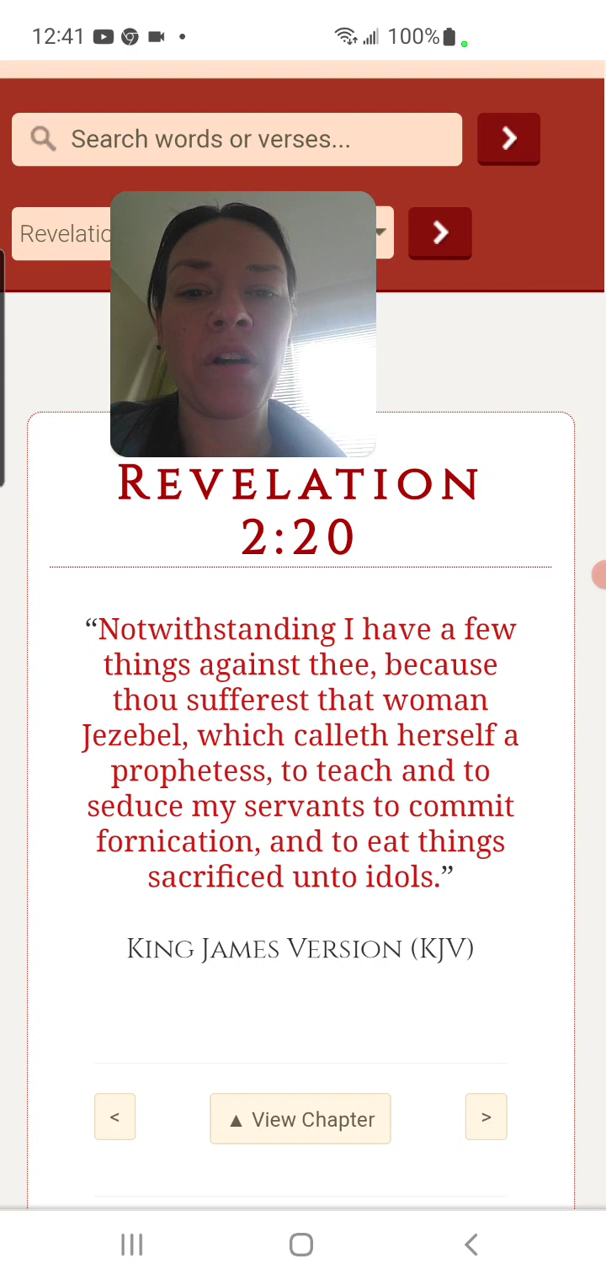 12:41
100%
Search words or verses...
Revelatio
REVELATION
2:20
“Notwithstanding I have a few
things against thee, because
thou sufferest that woman
Jezebel, which calleth herself a
prophetess, to teach and to
seduce my servants to commit
fornication, and to eat things
sacrificed unto idols.”
KING JAMES VERSION (KJV)
<
▲ View Chapter
>